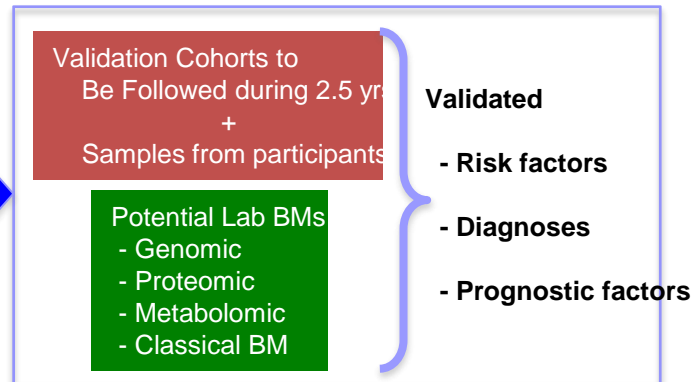 Validation Cohorts to
Be Followed during 2.5 yrs
+
Samples from participants
Potential Lab BMs
- Genomic
- Proteomic
- Metabolomic
- Classical BM
Validated
- Risk factors
- Diagnoses
- Prognostic factors